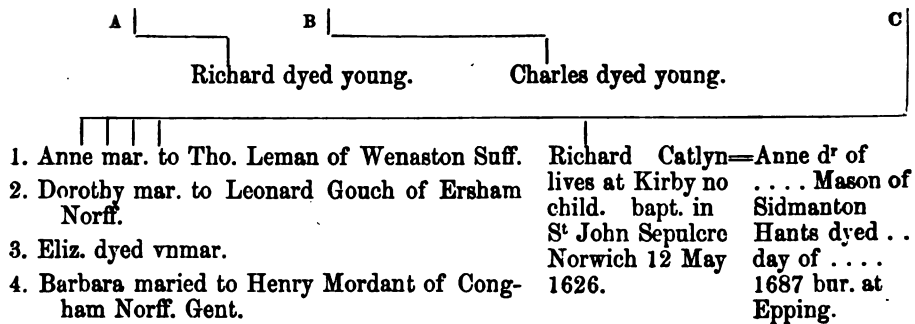 A B C
Richard dyed young. Charles dyed young.
1. Anne mar. to Tho. Leman of Wenaston Suff.
2. Dorothy mar. to Leonard Gouch of Ersham
Norff.
3. Eliz. dyed vnmar.
4. Barbara maried to Henry Mordant of Cong-
ham Norff. Gent.
Richard Catlyn=Anne dr of
lives at Kirby no
child. bapt. in
St John Sepulcre
Norwich 12 May
1626.
. . . . Mason of
Sidmanton
Hants dyed . .
day of . . . .
1687 bur. at
Epping.